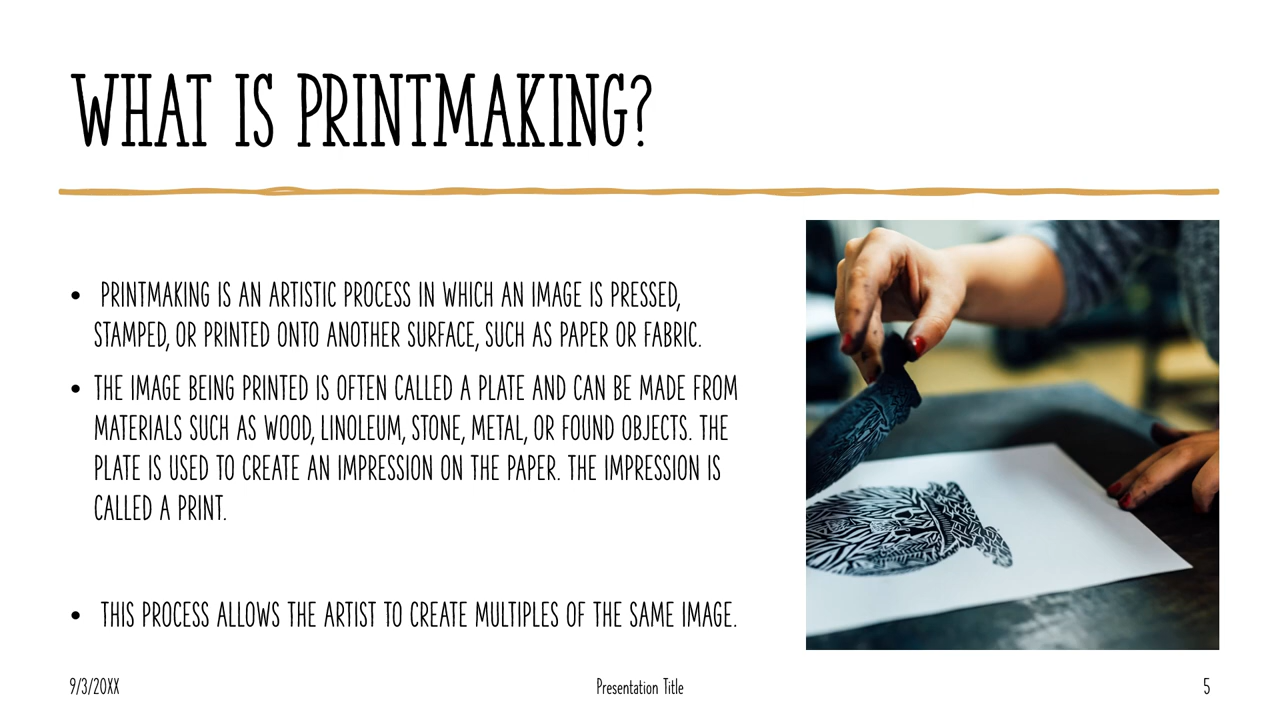 WHAT IS PRINTMAKING?
• PRINTMAKING IS AN ARTISTIC PROCESS IN WHICH AN IMAGE IS PRESSED,
STAMPED, OR PRINTED ONTO ANOTHER SURFACE, SUCH AS PAPER OR FABRIC.
• THE IMAGE BEING PRINTED IS OFTEN CALLED A PLATE AND CAN BE MADE FROM
MATERIALS SUCH AS WOOD, LINOLEUM, STONE, METAL, OR FOUND OBJECTS. THE
PLATE IS USED TO CREATE AN IMPRESSION ON THE PAPER. THE IMPRESSION IS
CALLED A PRINT.
• THIS PROCESS ALLOWS THE ARTIST TO CREATE MULTIPLES OF THE SAME IMAGE.
9/3/20XX
Presentation Title
5